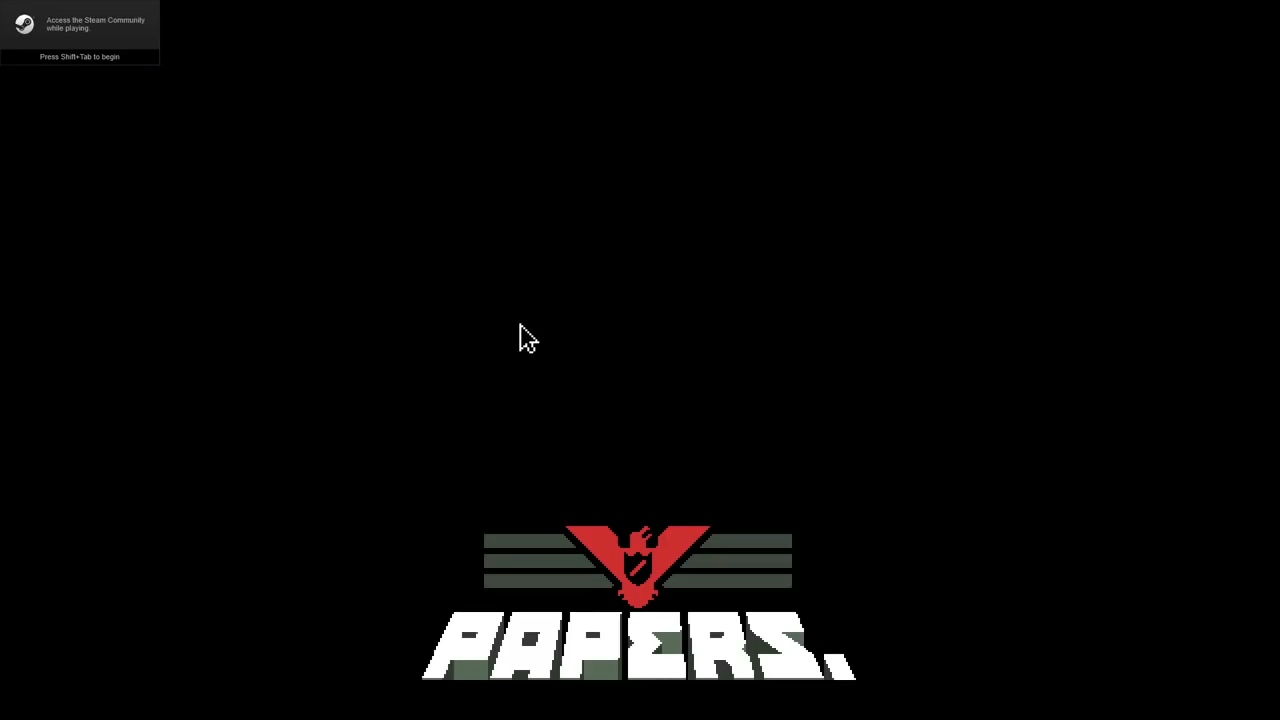 Access the Steam Community
while playing.
Press Shift+Tab to begin
PAPERS,